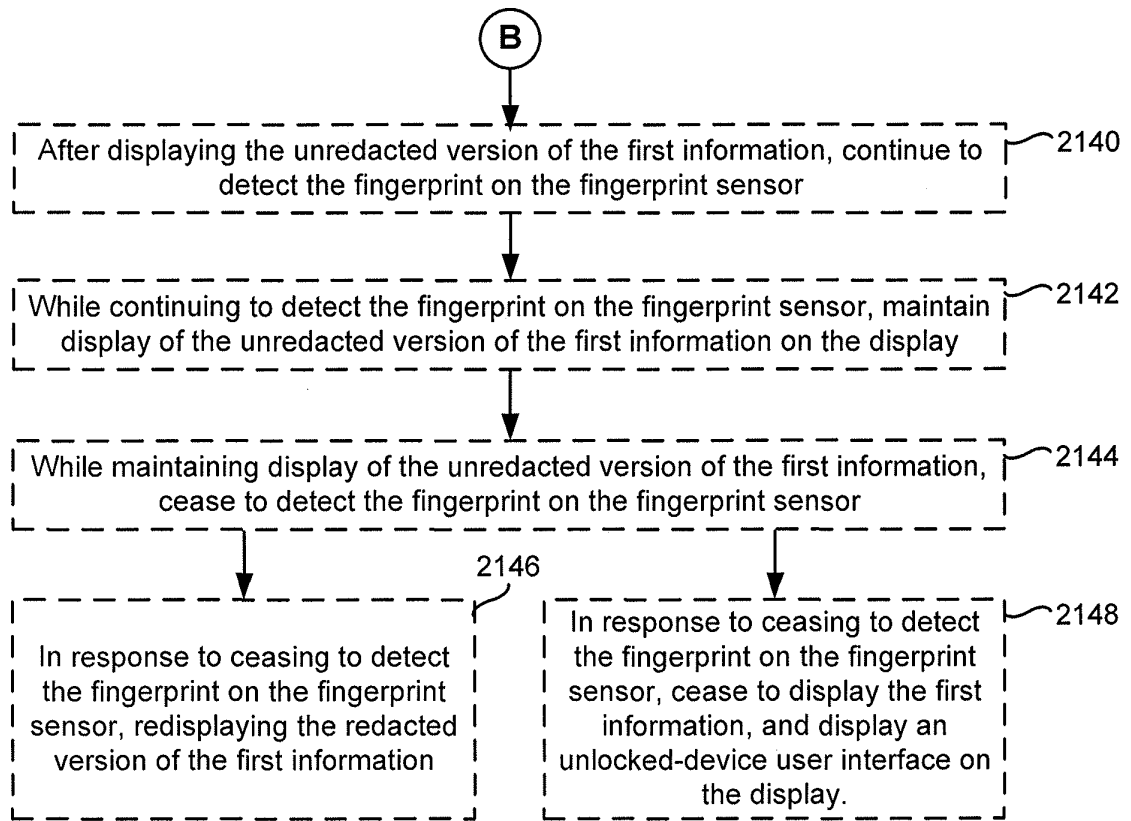 B
After displaying the unredacted version of the first information, continue to
detect the fingerprint on the fingerprint sensor
2140
While continuing to detect the fingerprint on the fingerprint sensor, maintain
display of the unredacted version of the first information on the display
2142
While maintaining display of the unredacted version of the first information,
cease to detect the fingerprint on the fingerprint sensor
2144
2146
In response to ceasing to detect
the fingerprint on the fingerprint
sensor, redisplaying the redacted
version of the first information
2148
In response to ceasing to detect
the fingerprint on the fingerprint
sensor, cease to display the first
information, and display an
unlocked-device user interface on
the display.